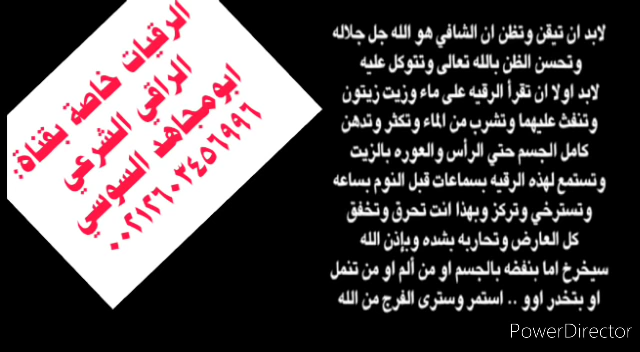 لابد ان تيقن وتظن ان الشافي هو الله جل جلاله
وتحسن الظن بالله تعالى وتتوكل عليه
لابد اولا ان تقرأ الرقيه على ماء وزيت زيتون
وتنفث عليهما وتشرب من الماء وتكثر وتدهن
كامل الجسم حتي الرأس والعوره بالزيت
وتستمع لهذه الرقيه بسماعات قبل النوم بساعه
وتسترخي وتركز وبهذا انت تحرق وتخفق
كل العارض وتحاربه بشده وبإذن الله
سيخرخ اما بنفضه بالجسم او من ألم او من تنمل
او بتخدر اوو .. استمر وسترى الفرج من الله
الرقيات خاصة بقناة:
الراقي الشرعي
ابومجاهد السوسي
٠٠٢١٢٦٠٣٤٥٦٩٩٦
PowerDirector